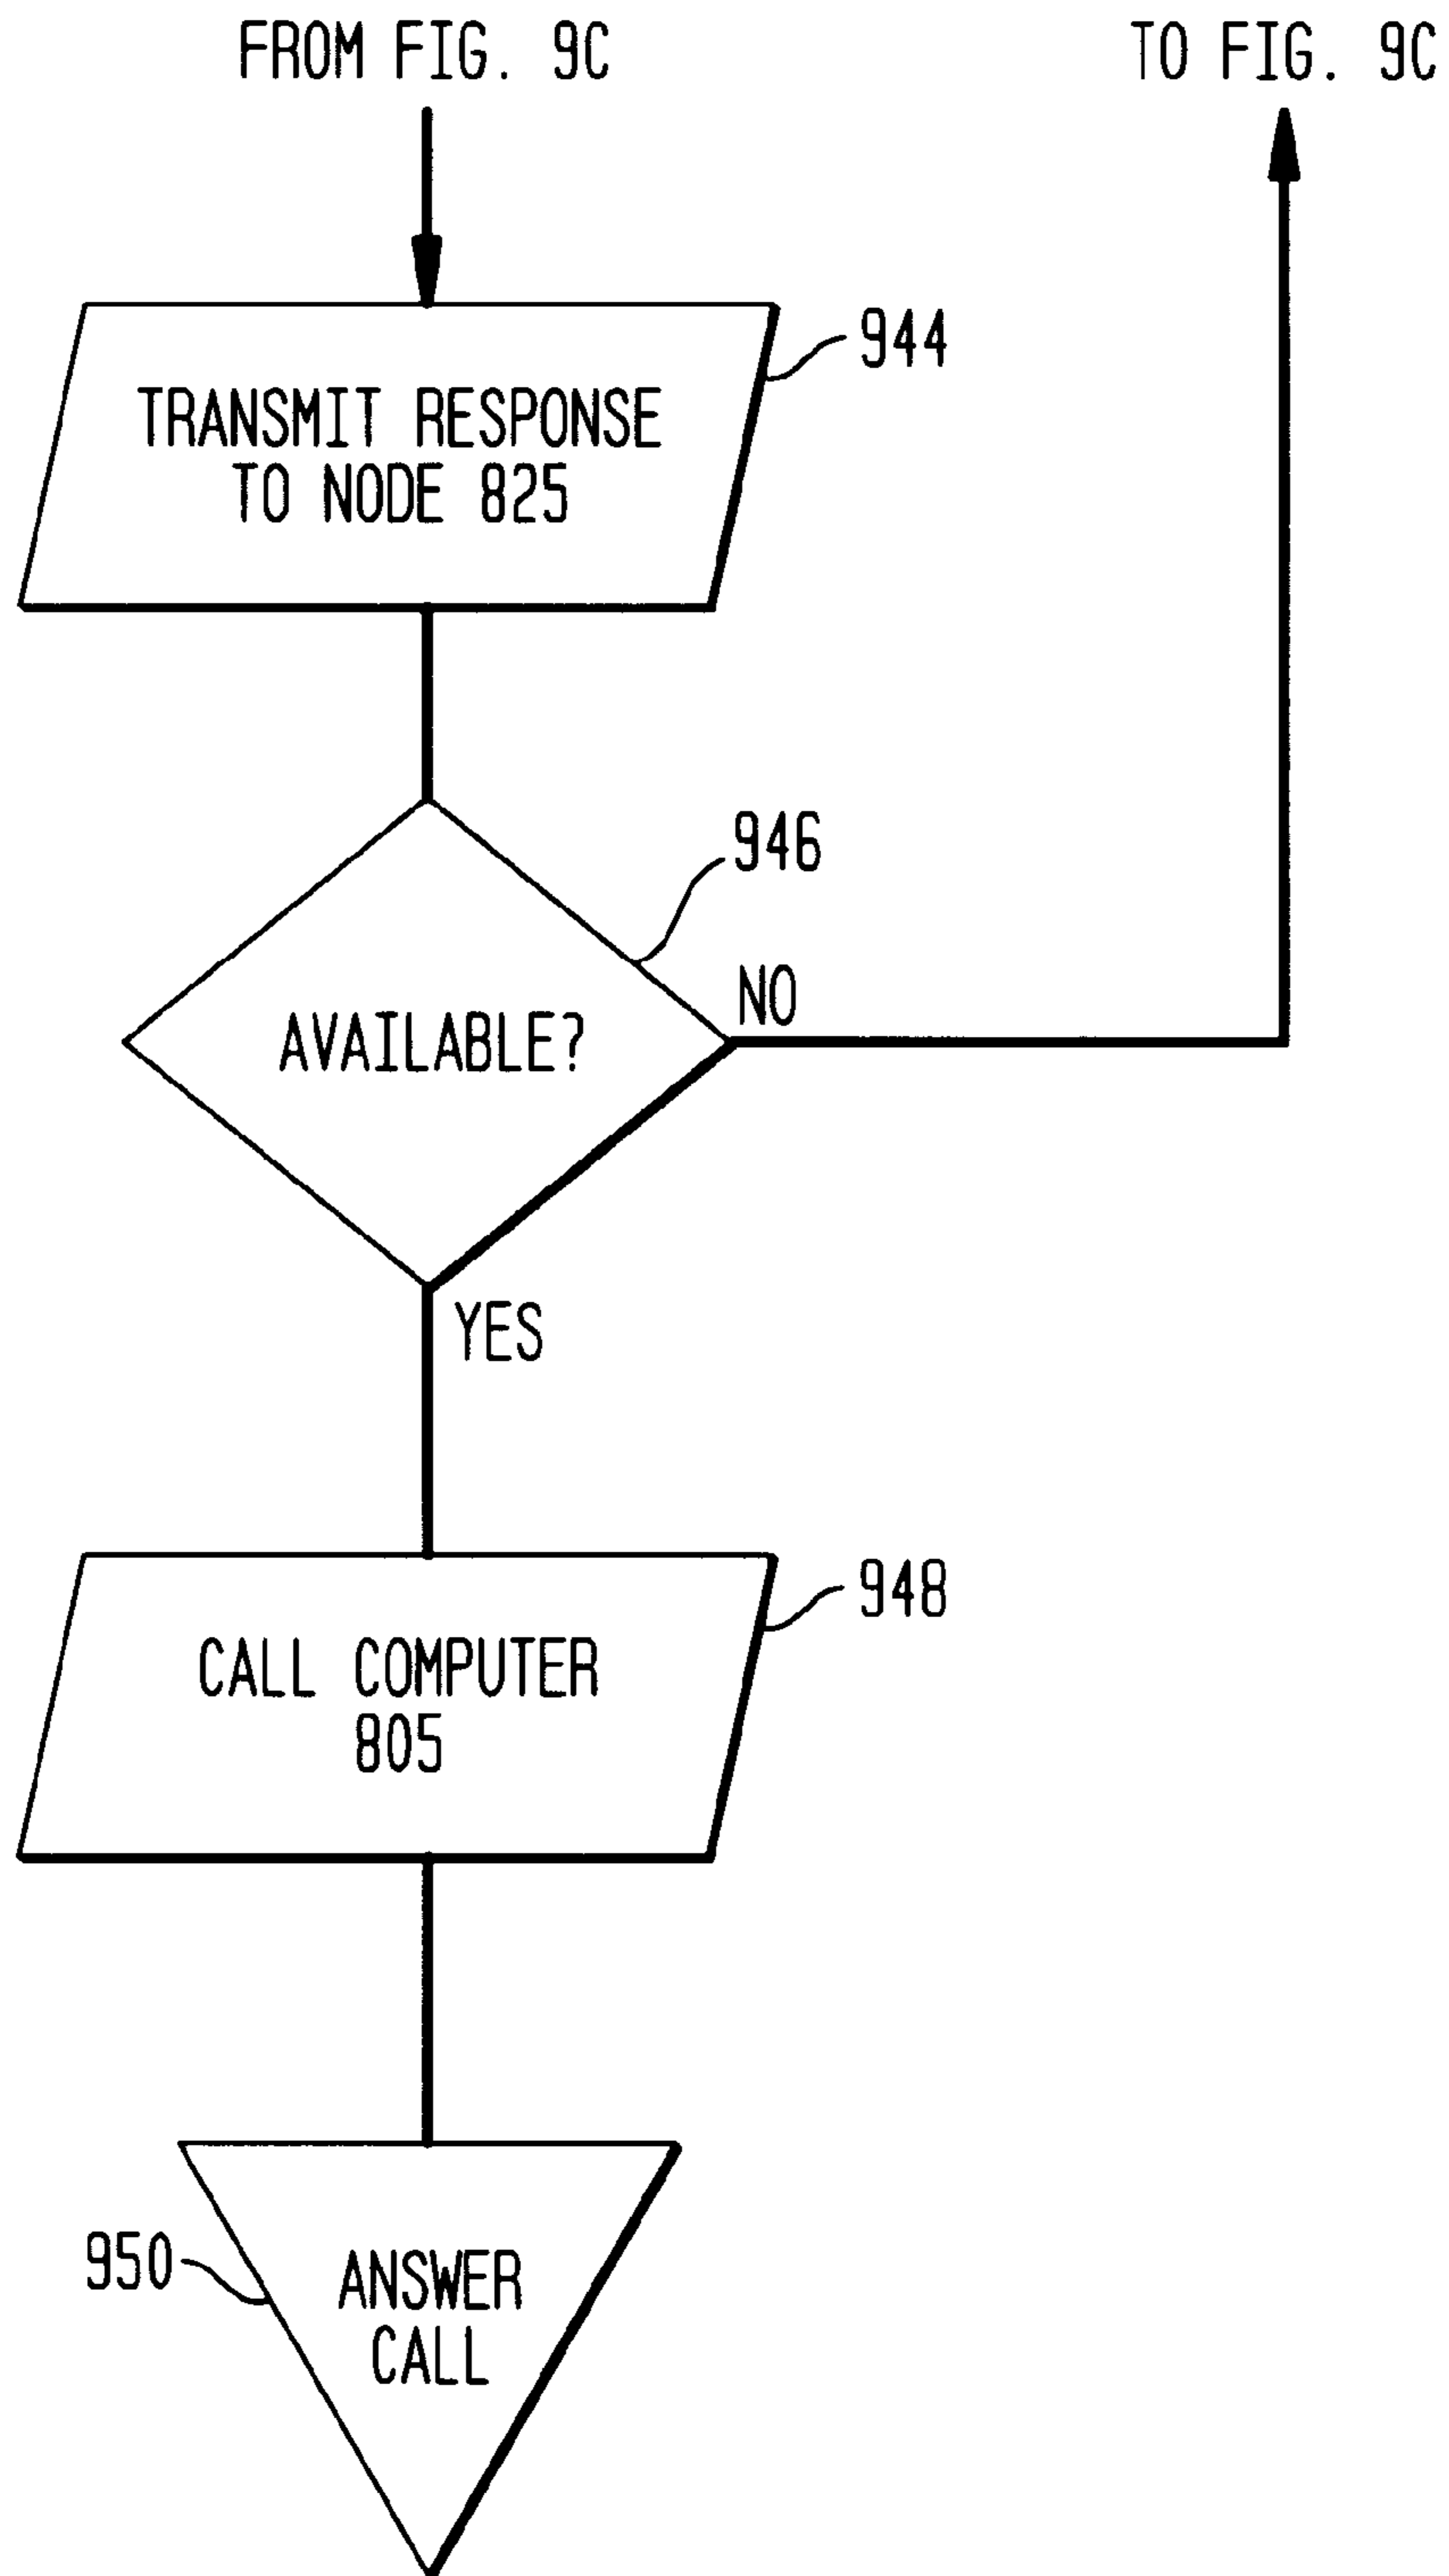 FROM FIG. 9C
TO FIG. 9C
TRANSMIT RESPONSE
TO NODE 825
944
946
AVAILABLE?
NO
YES
CALL COMPUTER
805
948
950
ANSWER
CALL